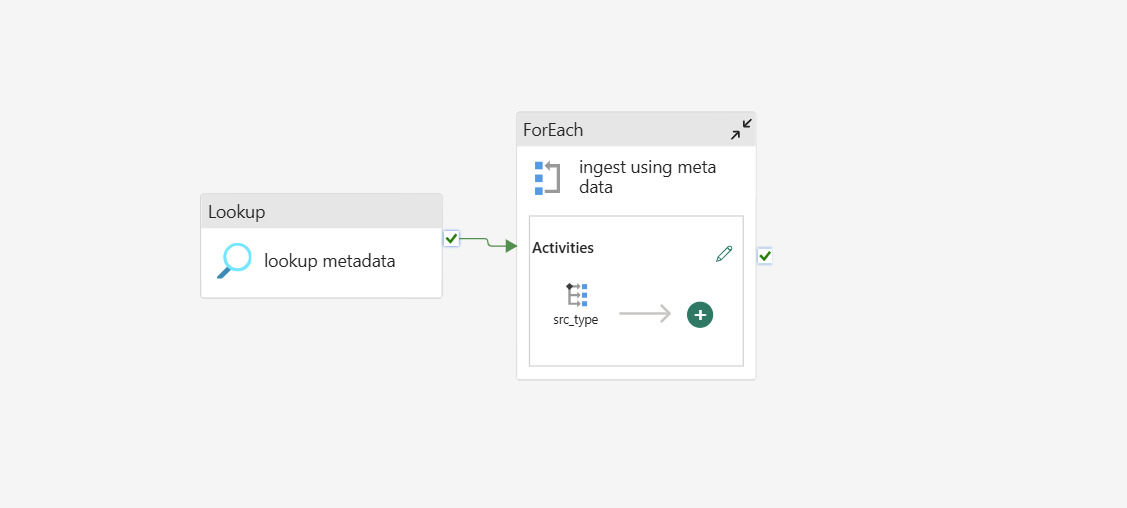 Lookup
lookup metadata
ForEach
ingest using meta
data
Activities
src_type